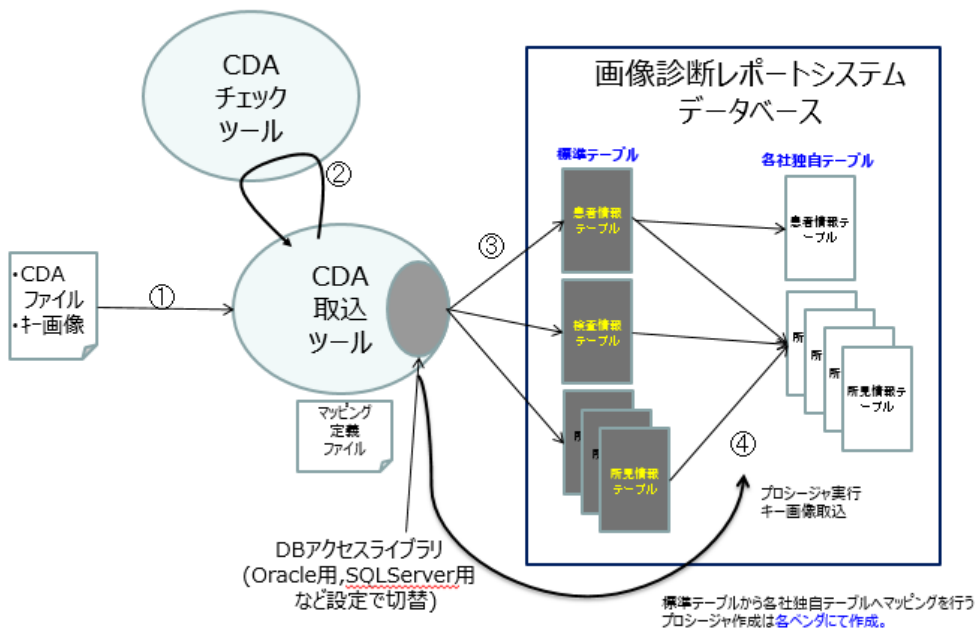 CDA
チェック
ツール
②
画像診断レポートシステム
データベース
標準テーブル
各社独自テーブル
患者情報
テーブル
患者情報テ
ーブル
③
・CDA
ファイル
・キー画像
①
CDA
取込
ツール
検査情報
テーブル
所
所
所
所見情報テ
ーブル
マッピング
定義
ファイル
所
所
所見情報
テーブル
④
プロシージャ実行
キー画像取込
DBアクセスライブラリ
(Oracle用,SQLServer用
など設定で切替)
標準テーブルから各社独自テーブルへマッピングを行う
プロシージャ作成は各ベンダにて作成。